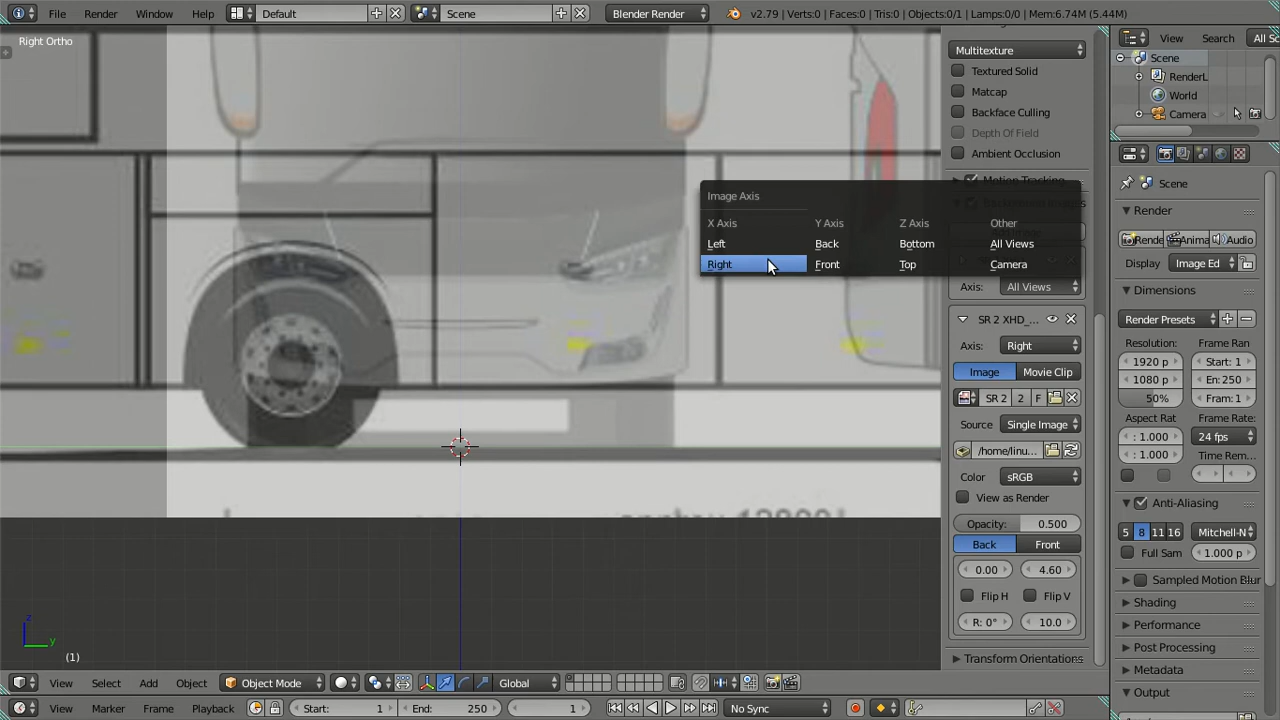 File Render Window Help Default Scene Blender Render v2.79 | Verts:0 | Faces:0 | Tris:0 | Objects:0/1 | Lamps:0/0 | Mem:6.74M (5.44M)
Right Ortho
View Search All Sc
Scene
RenderL
World
Camera
Multitexture
Textured Solid
Matcap
Backface Culling
Depth Of Field
Ambient Occlusion
Motion Tracking
Image Axis
X Axis Y Axis Z Axis Other
Left Back Bottom All Views
Right Front Top Camera
Axis: All Views
SR 2 XHD_...
Axis: Right
Image Movie Clip
SR 2 2 F
Source: Single Image
/home/linu...
Color sRGB
View as Render
Opacity: 0.500
Back Front
0.00 4.60
Flip H Flip V
R: 0° 10.0
Transform Orientations
Scene
Render
Rende Anima Audio
Display Image Ed
Dimensions
Render Presets
Resolution: Frame Ran
1920 p Start: 1
1080 p En: 250
50% Fram: 1
Aspect Rat Frame Rate:
: 1.000 24 fps
: 1.000 Time Rem...
Anti-Aliasing
5 8 11 16 Mitchell-N
Full Sam 1.000 p
Sampled Motion Blur
Shading
Performance
Post Processing
Metadata
Output
z
y
(1)
View Select Add Object Object Mode Global
View Marker Frame Playback Start: 1 End: 250 1 No Sync